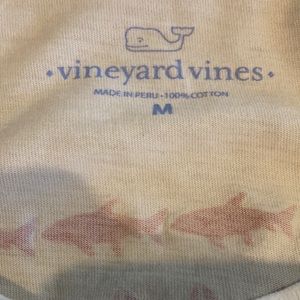 • vineyard vines •
MADE IN PERU • 100% COTTON
M